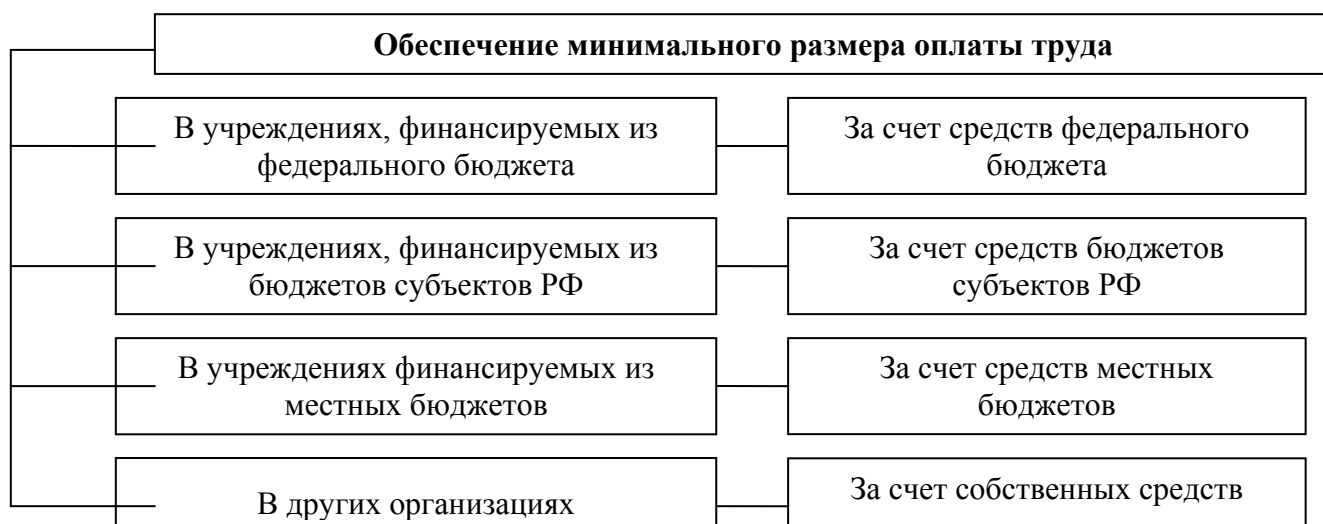 Обеспечение минимального размера оплаты труда
В учреждениях, финансируемых из
федерального бюджета
За счет средств федерального
бюджета
В учреждениях, финансируемых из
бюджетов субъектов РФ
За счет средств бюджетов
субъектов РФ
В учреждениях финансируемых из
местных бюджетов
За счет средств местных
бюджетов
В других организациях
За счет собственных средств